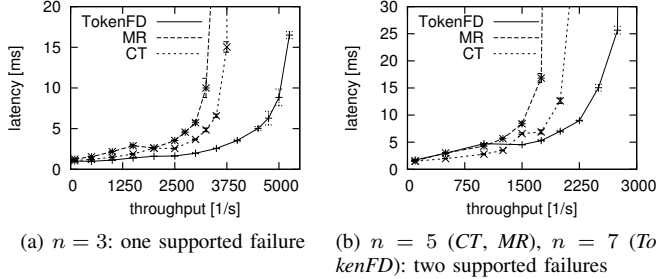 TokenFD
MR
CT
latency [ms]
20
15
10
5
0
0 1250 2500 3750 5000
throughput [1/s]
(a) n = 3: one supported failure
TokenFD
MR
CT
latency [ms]
30
25
20
15
10
5
0
0 750 1500 2250 3000
throughput [1/s]
(b) n = 5 (CT, MR), n = 7 (To
kenFD): two supported failures